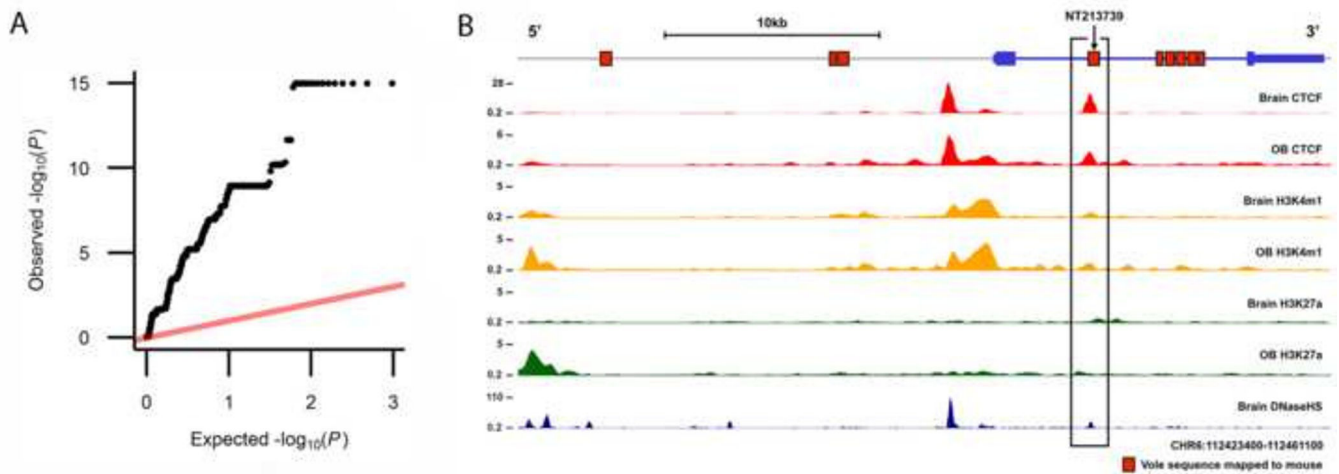 A
Observed -log10(P)
15
10
5
0
0 1 2 3
Expected -log10(P)
B
5' 10kb NT213739 3'
28
0.2
Brain CTCF
6
0.2
OB CTCF
5
0.2
Brain H3K4m1
5
0.2
OB H3K4m1
5
0.2
Brain H3K27a
5
0.2
OB H3K27a
110
0.2
Brain DNaseHS
CHR6:112423400-112461100
Vole sequence mapped to mouse